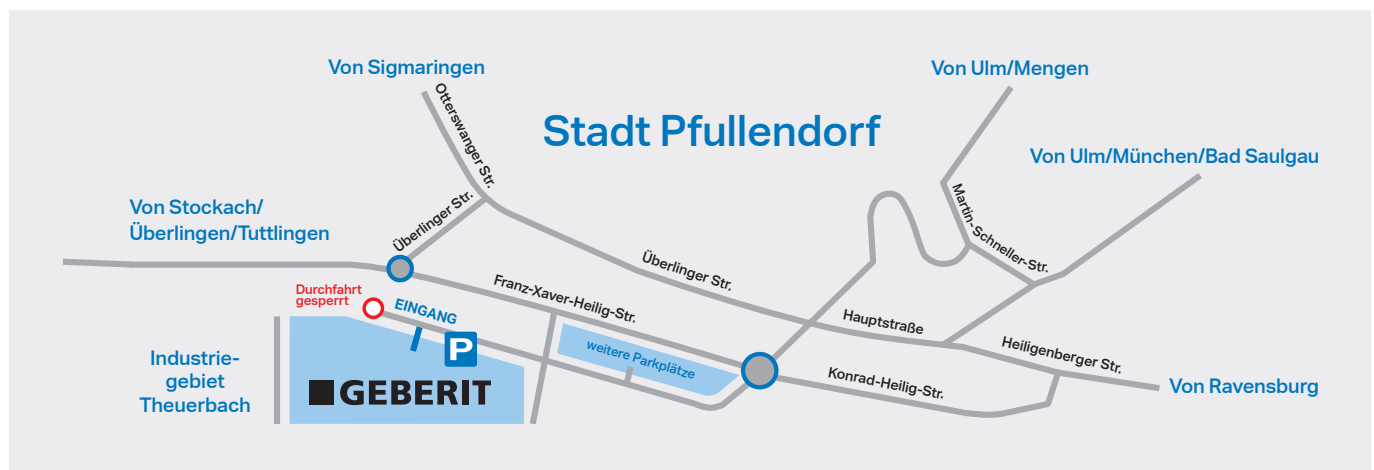 Von Sigmaringen
Von Ulm/Mengen
Otterswanger Str.
Stadt Pfullendorf
Von Ulm/München/Bad Saulgau
Martin-Schneller-Str.
Von Stockach/
Überlingen/Tuttlingen
Überlinger Str.
Überlinger Str.
Franz-Xaver-Heilig-Str.
Durchfahrt
gesperrt
EINGANG
P
weitere Parkplätze
Hauptstraße
Heiligenberger Str.
Konrad-Heilig-Str.
Von Ravensburg
Industrie-
gebiet
Theuerbach
GEBERIT